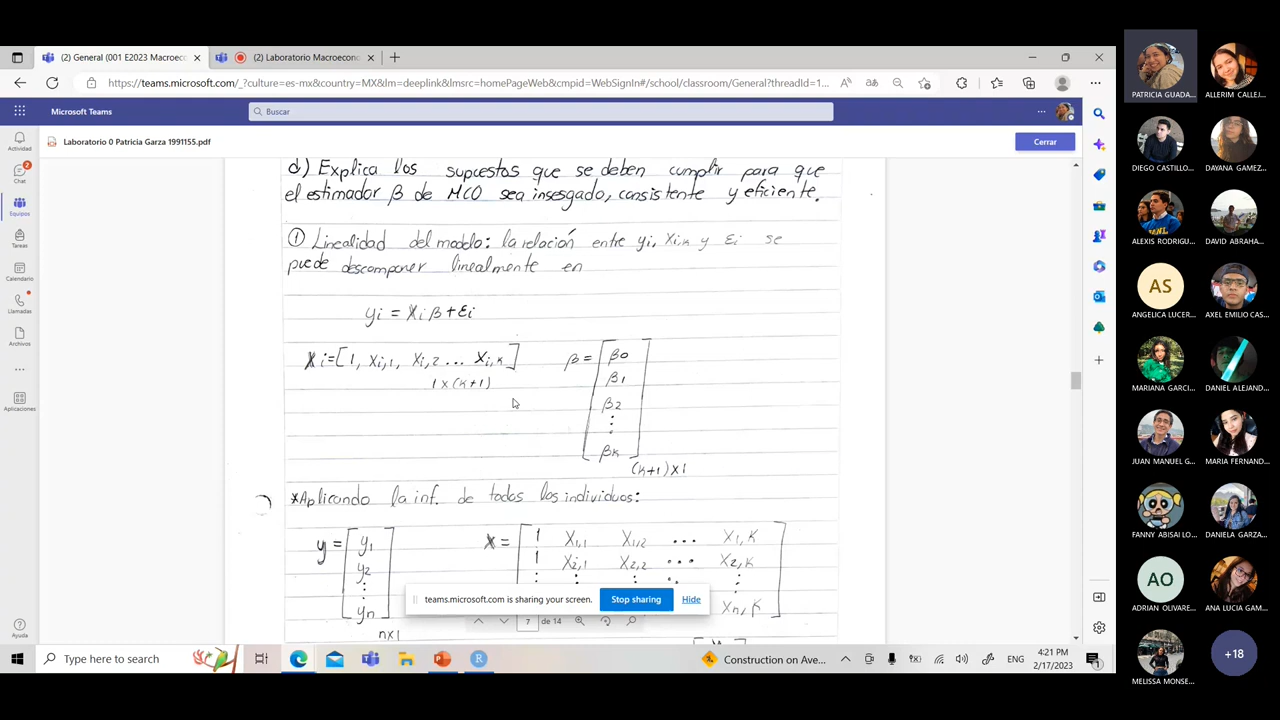 (2) General (001 E2023 Macroec
(2) Laboratorio Macroecono
https://teams.microsoft.com/_?culture=es-mx&country=MX&lm=deeplink&lmsrc=homePageWeb&cmpid=WebSignIn#/school/classroom/General?threadId=1...
Microsoft Teams
Buscar
Laboratorio 0 Patricia Garza 1991155.pdf
Cerrar
Actividad
2
Chat
Equipos
Tareas
Calendario
Llamadas
Archivos
Aplicaciones
Ayuda
d) Explica los supuestos que se deben cumplir para que
el estimador β de MCO sea insesgado, consistente y eficiente.
① Linealidad del modelo: la relación entre yi, Xi,k y εi se
puede descomponer linealmente en
yi = Xi β + εi
Xi = [1, Xi,1, Xi,2 ... Xi,k]
1 x (k+1)
β = [β0
β1
β2
⋮
βk]
(k+1) x 1
*Aplicando la inf. de todos los individuos:
y = [y1
y2
⋮
yn]
nx1
X = [1 X1,1 X1,2 ... X1,K
1 X2,1 X2,2 ... X2,K
⋮ ⋮ ⋮
Xn,K]
teams.microsoft.com is sharing your screen.
Stop sharing
Hide
7 de 14
Type here to search
Construction on Ave...
ENG
4:21 PM
2/17/2023
1
PATRICIA GUADA...
ALLERIM CALLEJ...
DIEGO CASTILLO...
DAYANA GAMEZ...
ALEXIS RODRIGU...
DAVID ABRAHA...
AS
ANGELICA LUCER...
AXEL EMILIO CAS...
MARIANA GARCI...
DANIEL ALEJAND...
JUAN MANUEL G...
MARIA FERNAND...
FANNY ABISAI LO...
DANIELA GARZA...
AO
ADRIAN OLIVARE...
ANA LUCIA GAM...
MELISSA MONSE...
+18